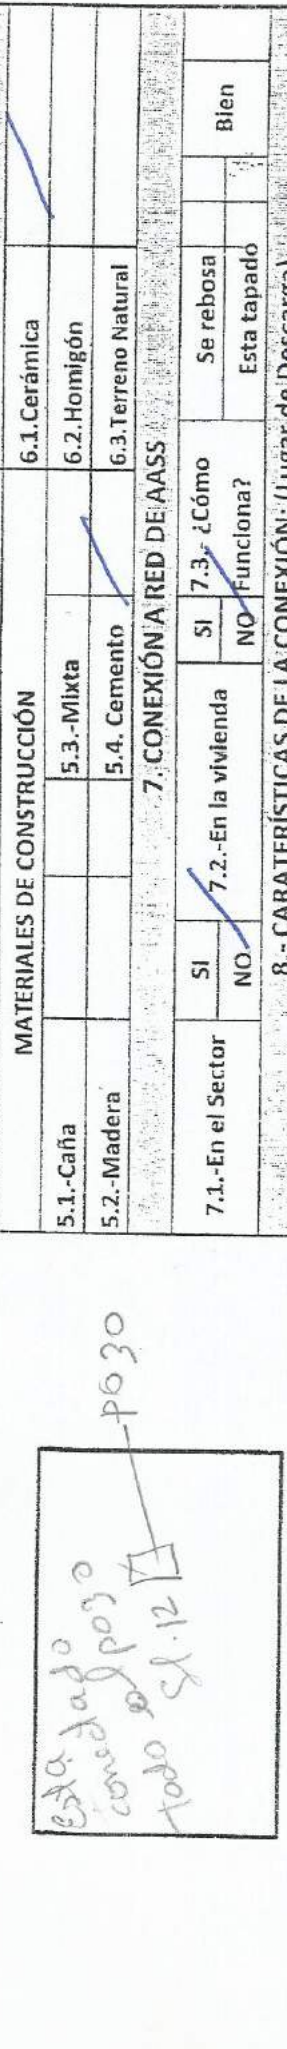 MATERIALES DE CONSTRUCCIÓN
5.1.-Caña 5.3.-Mixta 6.1.Cerámica
5.2.-Madera 5.4. Cemento 6.2.Homigón
6.3.Terreno Natural
7. CONEXIÓN A RED DE AASS
7.1.-En el Sector SI NO 7.2.-En la vivienda SI NO 7.3.- ¿Cómo Funciona? Se rebosa Esta tapado Bien
8.- CARATERÍSTICAS DE LA CONEXIÓN: (Lugar de Descarga)
Esta
conectado
todo al pozo
Sl. 12
pozo